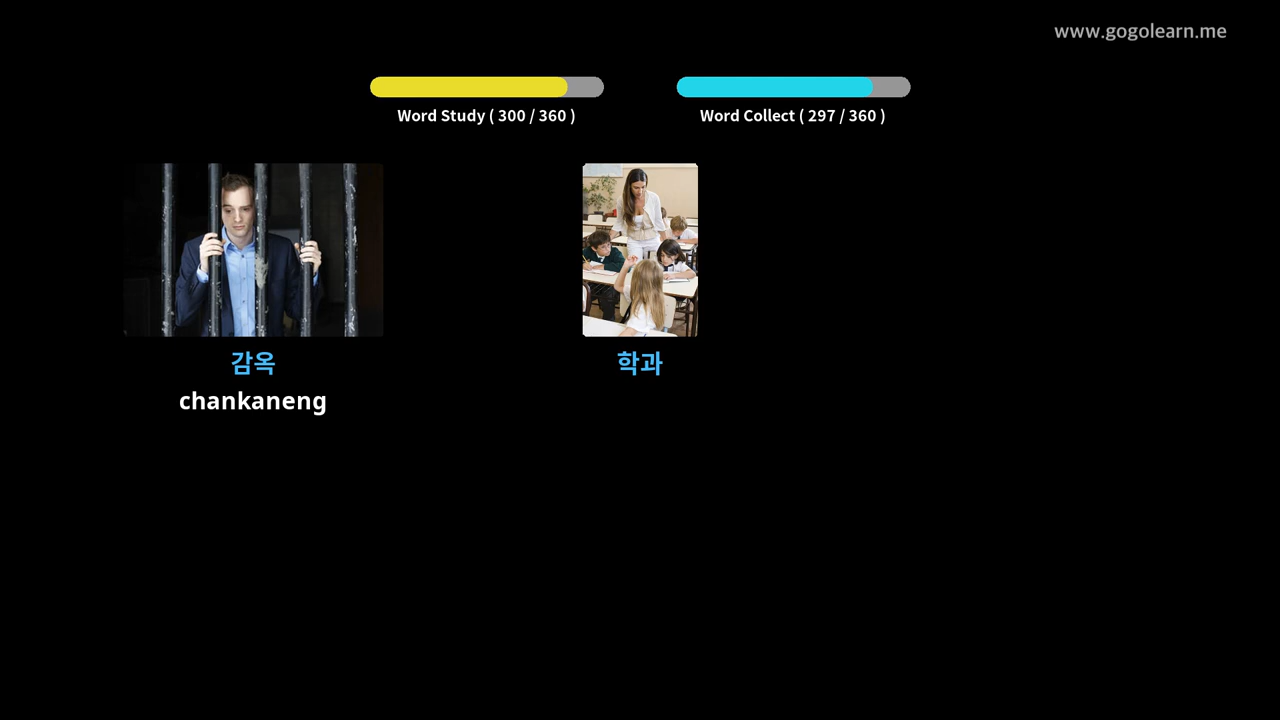 www.gogolearn.me
Word Study ( 300 / 360 )
Word Collect ( 297 / 360 )
감옥
학과
chankaneng